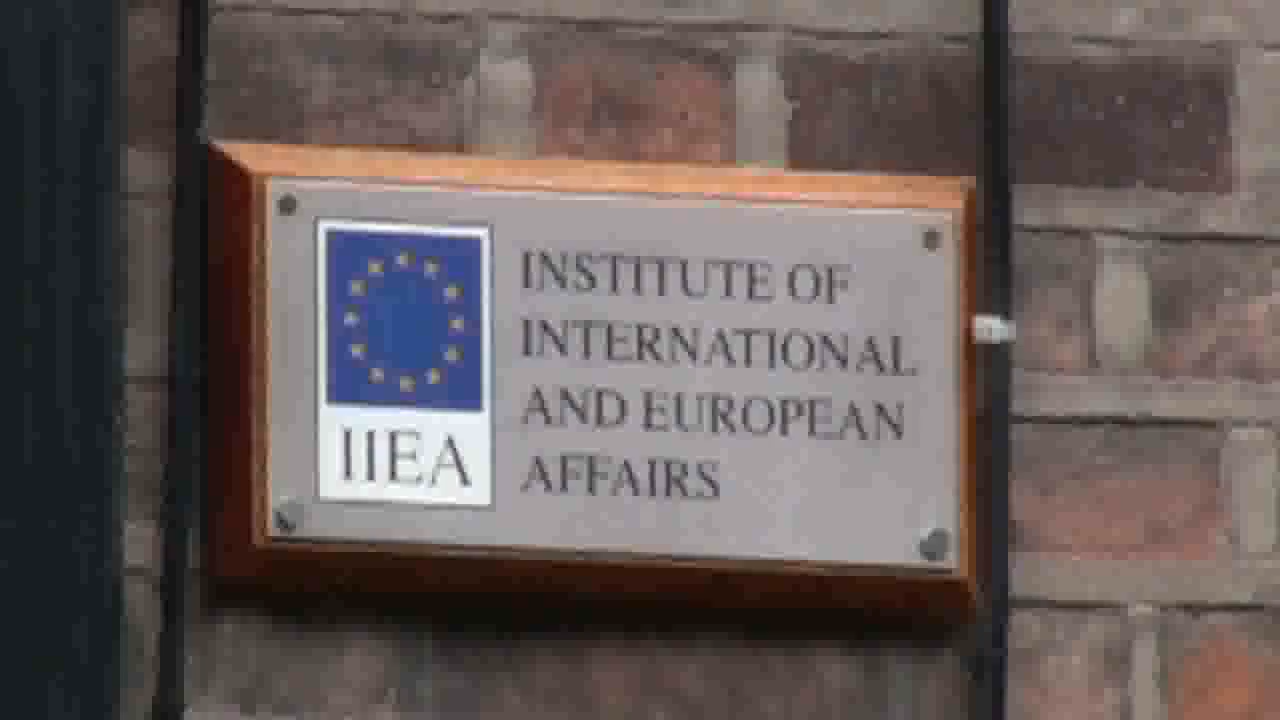 IIEA
INSTITUTE OF
INTERNATIONAL
AND EUROPEAN
AFFAIRS